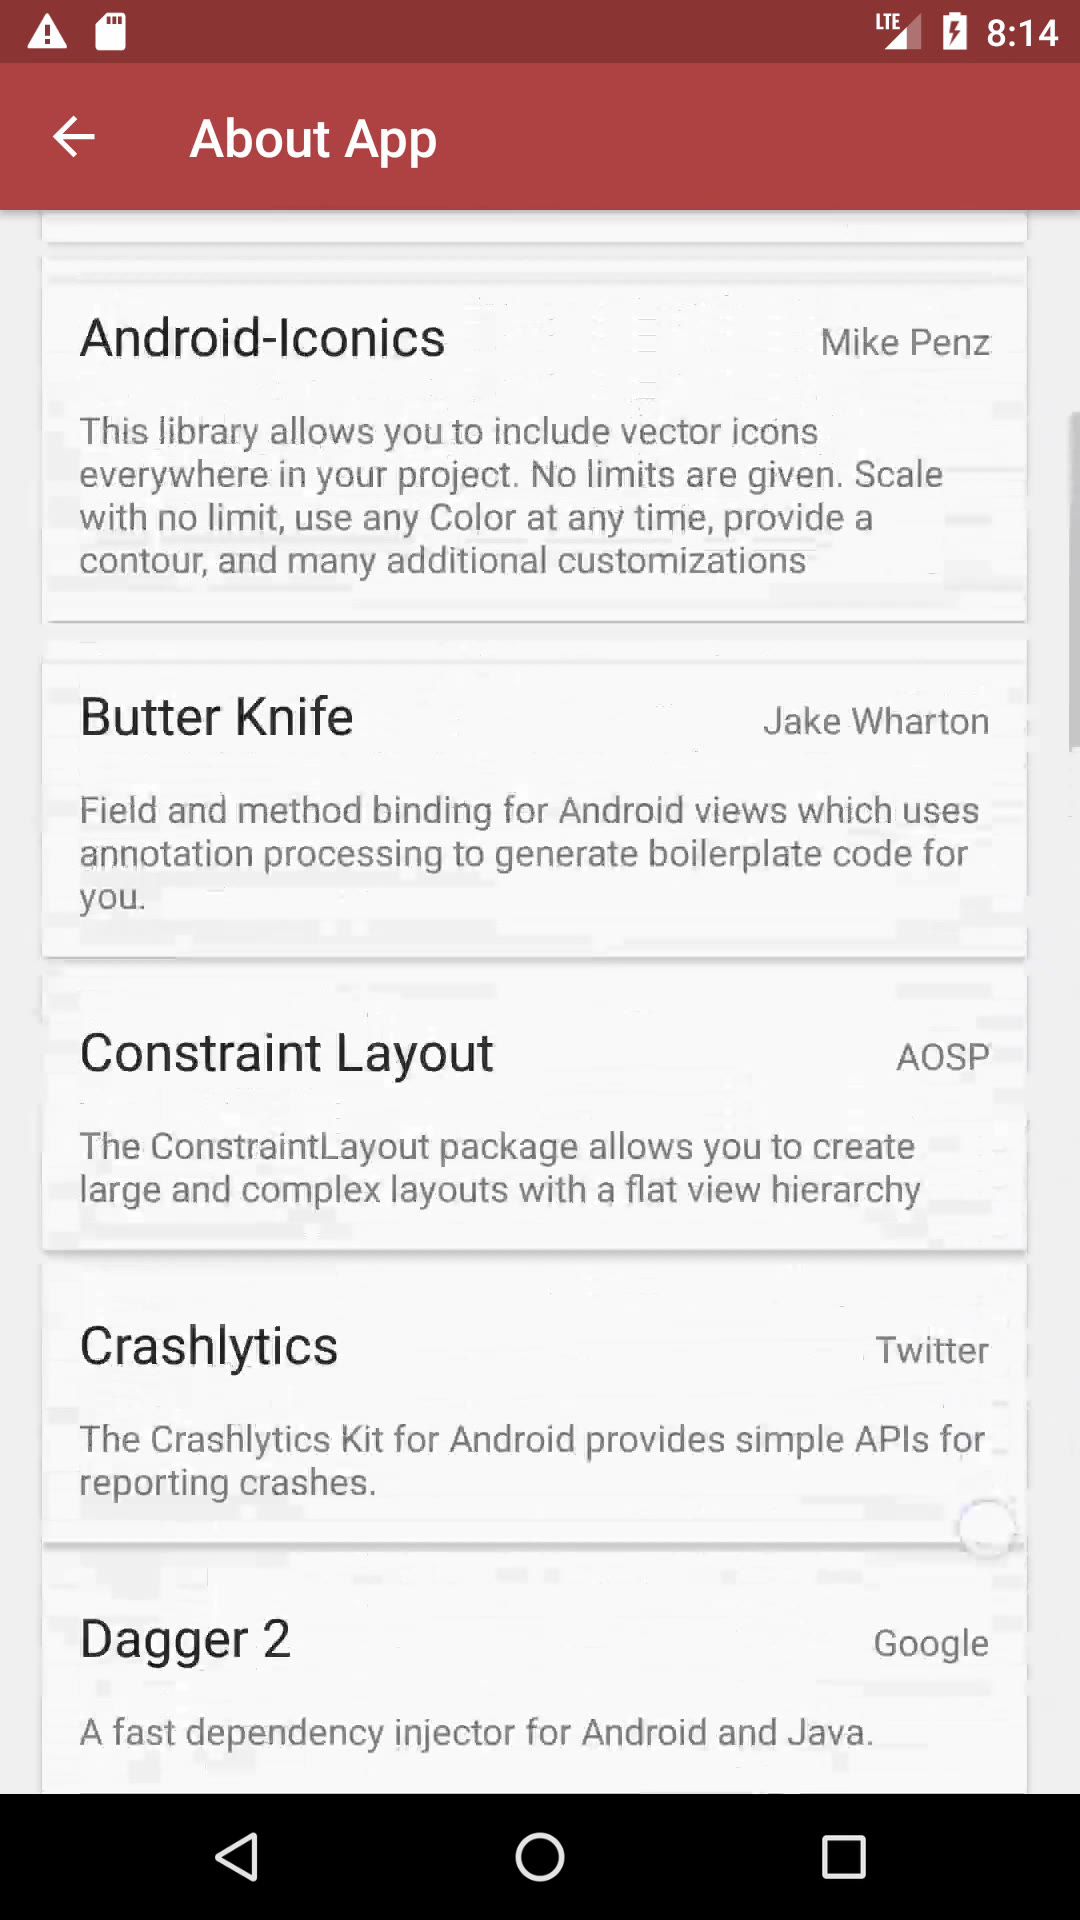 LTE 8:14
About App
Android-Iconics Mike Penz
This library allows you to include vector icons
everywhere in your project. No limits are given. Scale
with no limit, use any Color at any time, provide a
contour, and many additional customizations
Butter Knife Jake Wharton
Field and method binding for Android views which uses
annotation processing to generate boilerplate code for
you.
Constraint Layout AOSP
The ConstraintLayout package allows you to create
large and complex layouts with a flat view hierarchy
Crashlytics Twitter
The Crashlytics Kit for Android provides simple APIs for
reporting crashes.
Dagger 2 Google
A fast dependency injector for Android and Java.